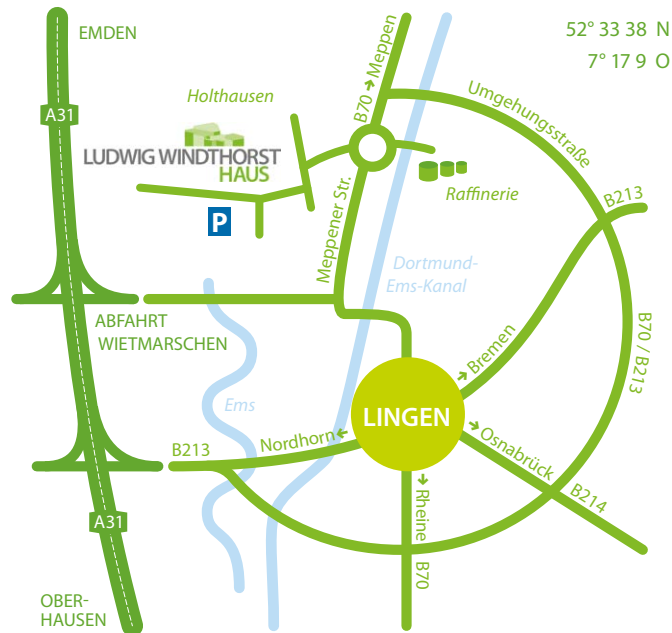 EMDEN
52° 33 38 N
7° 17 9 O
A31
Holthausen
B70 → Meppen
Umgehungsstraße
LUDWIG WINDTHORST
HAUS
Raffinerie
B213
P
Meppener Str.
Dortmund-
Ems-Kanal
ABFAHRT
WIETMARSCHEN
B70 / B213
→ Bremen
Ems
LINGEN
B213
Nordhorn ←
→ Osnabrück
B214
→ Rheine
B70
A31
OBER-
HAUSEN